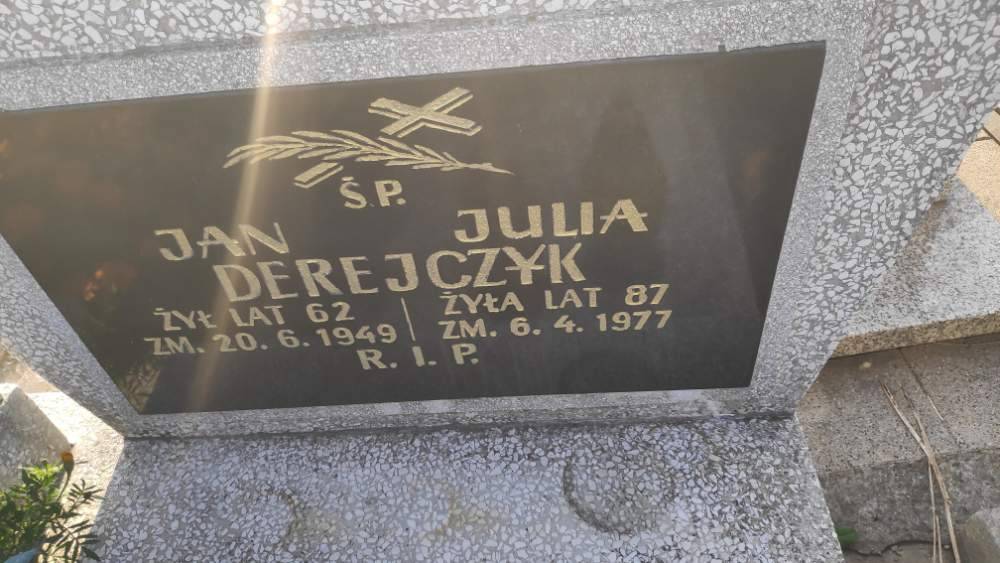 Ś.P.
JAN JULIA
DEREJCZYK
ŻYŁ LAT 62 ŻYŁA LAT 87
ZM. 20. 6. 1949 ZM. 6. 4. 1977
R. I. P.